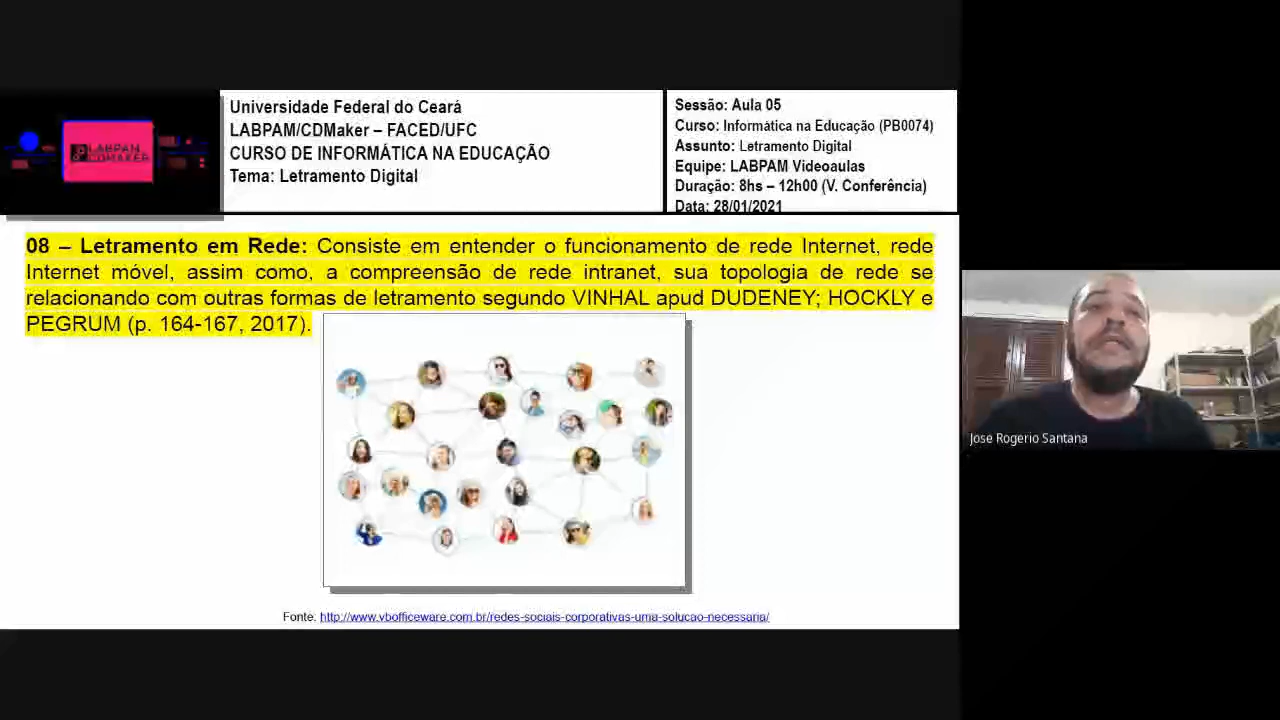 LABPAN
CDMAKER
Universidade Federal do Ceará
LABPAM/CDMaker – FACED/UFC
CURSO DE INFORMÁTICA NA EDUCAÇÃO
Tema: Letramento Digital
Sessão: Aula 05
Curso: Informática na Educação (PB0074)
Assunto: Letramento Digital
Equipe: LABPAM Videoaulas
Duração: 8hs – 12h00 (V. Conferência)
Data: 28/01/2021
08 – Letramento em Rede: Consiste em entender o funcionamento de rede Internet, rede
Internet móvel, assim como, a compreensão de rede intranet, sua topologia de rede se
relacionando com outras formas de letramento segundo VINHAL apud DUDENEY; HOCKLY e
PEGRUM (p. 164-167, 2017).
Fonte: http://www.vbofficeware.com.br/redes-sociais-corporativas-uma-solucao-necessaria/
Jose Rogerio Santana